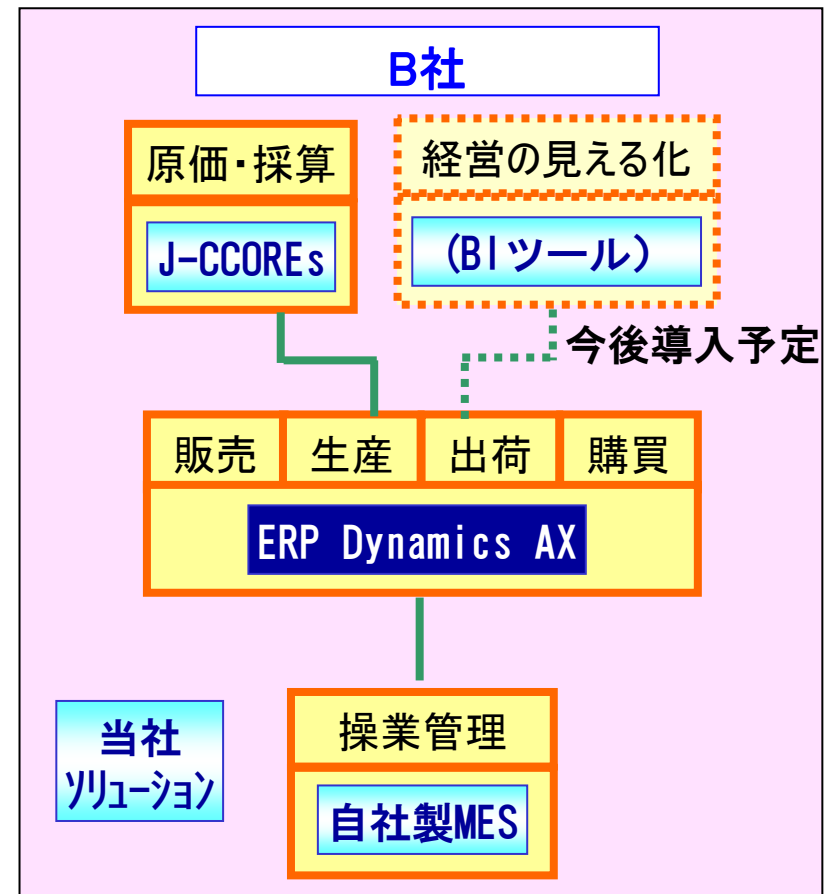 B社
原価・採算
経営の見える化
J-CCOREs
(BIツール)
今後導入予定
販売 生産 出荷 購買
ERP Dynamics AX
操業管理
当社
ソリューション
自社製MES